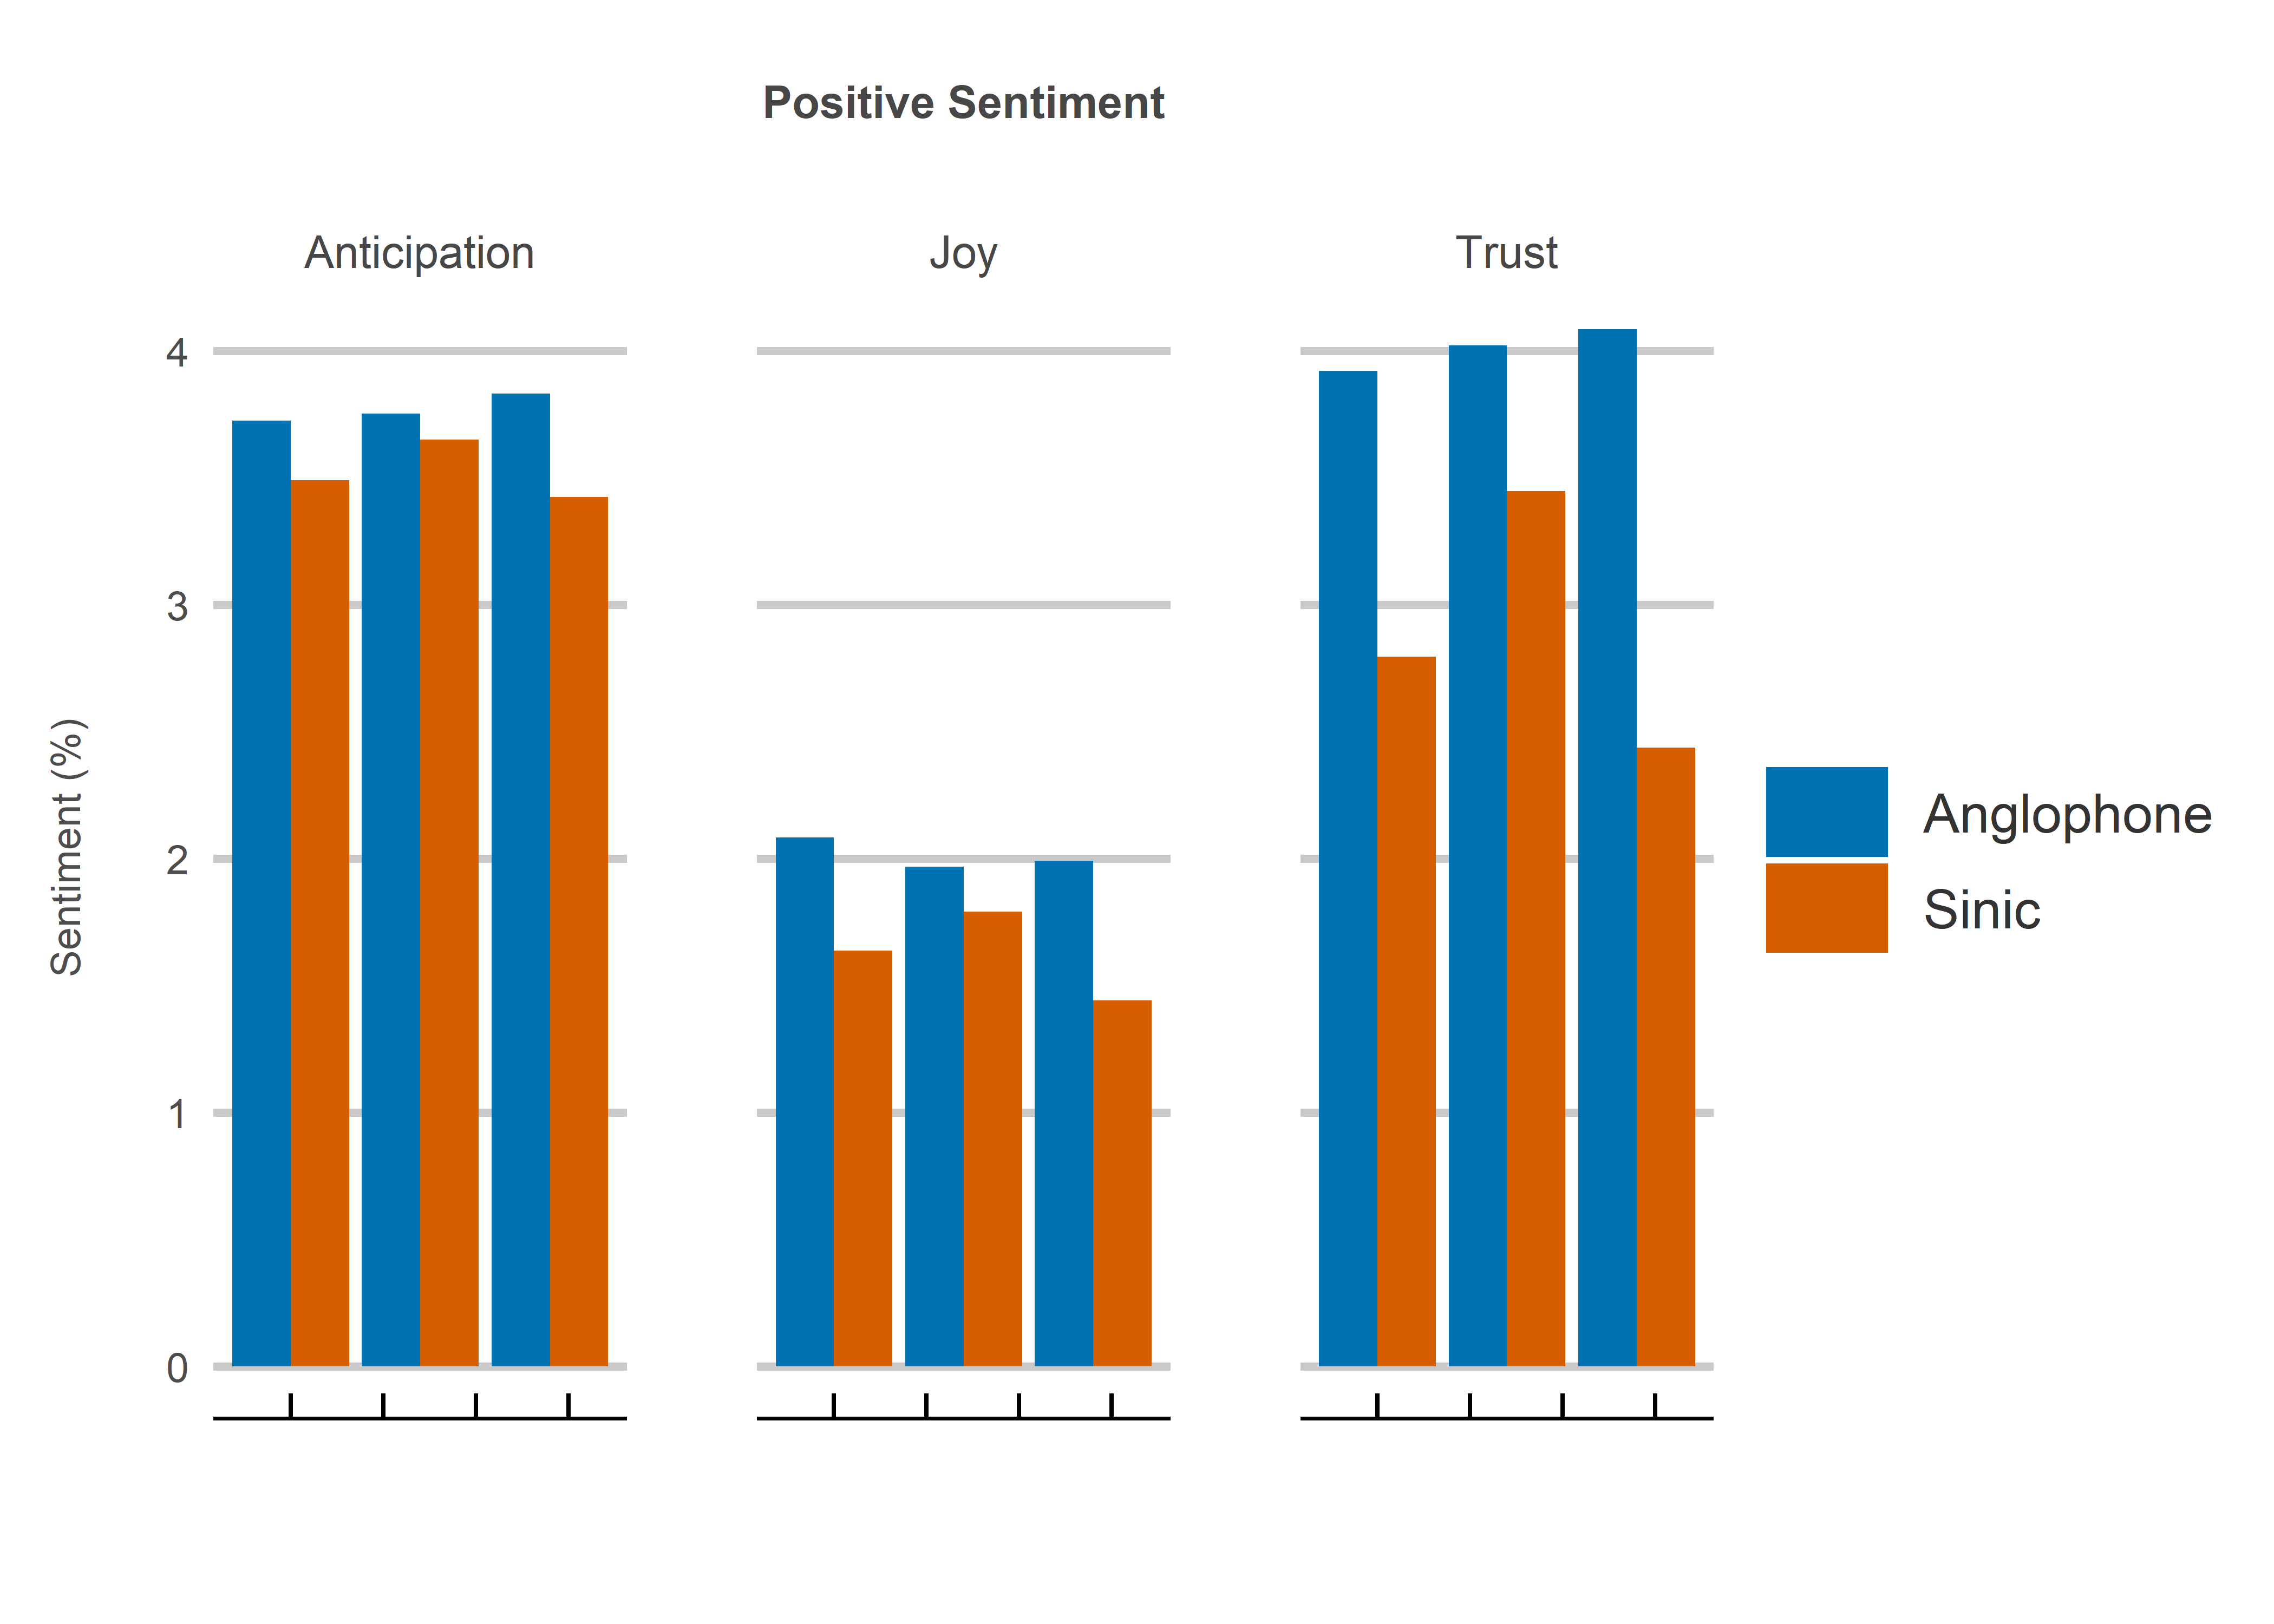 Positive Sentiment
Anticipation
Joy
Trust
4
3
2
1
0
Sentiment (%)
Anglophone
Sinic